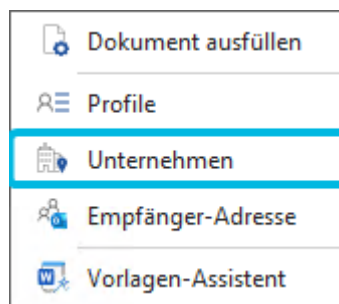 Dokument ausfüllen
Profile
Unternehmen
Empfänger-Adresse
Vorlagen-Assistent